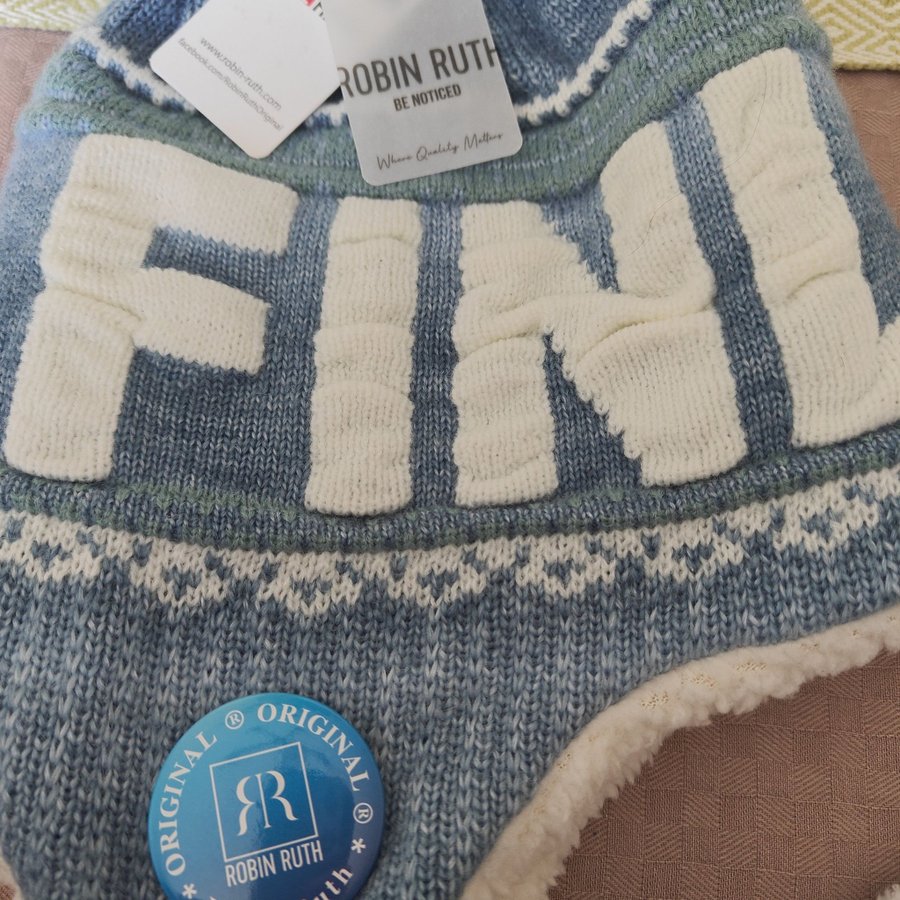 www.robin-ruth.com
facebook.com/RobinRuthOriginal
ROBIN RUTH
BE NOTICED
Where Quality Matters
FINL
ORIGINAL ® ORIGINAL ®
RR
ROBIN RUTH